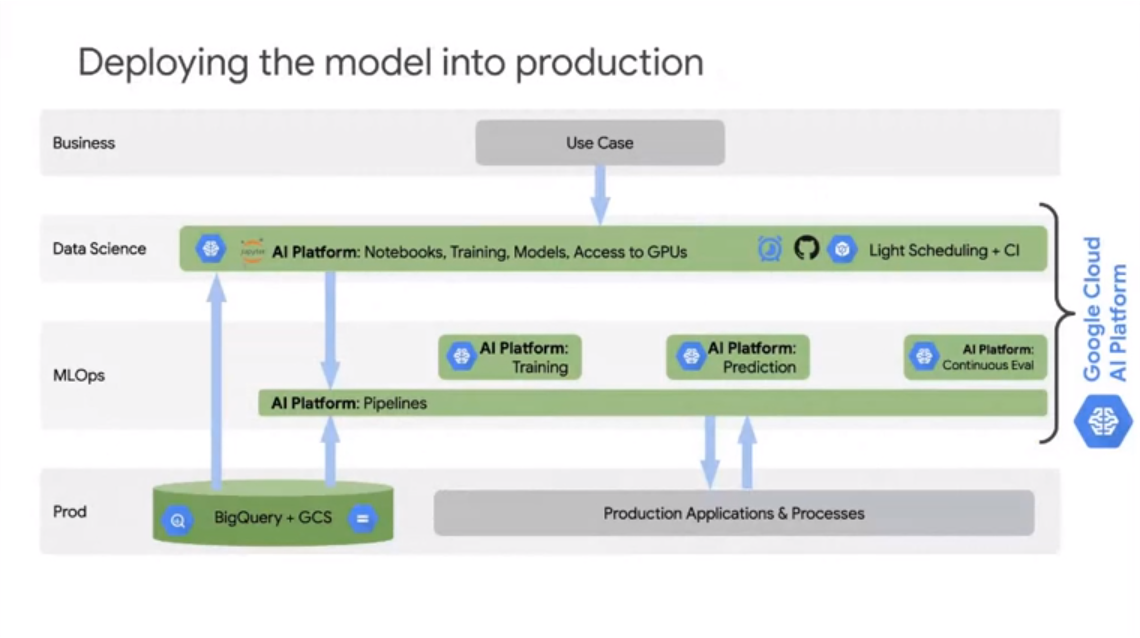 Deploying the model into production
Business
Use Case
Data Science
jupyter
AI Platform: Notebooks, Training, Models, Access to GPUs
Light Scheduling + CI
MLOps
AI Platform:
Training
AI Platform:
Prediction
AI Platform:
Continuous Eval
AI Platform: Pipelines
Google Cloud
AI Platform
Prod
BigQuery + GCS
Production Applications & Processes